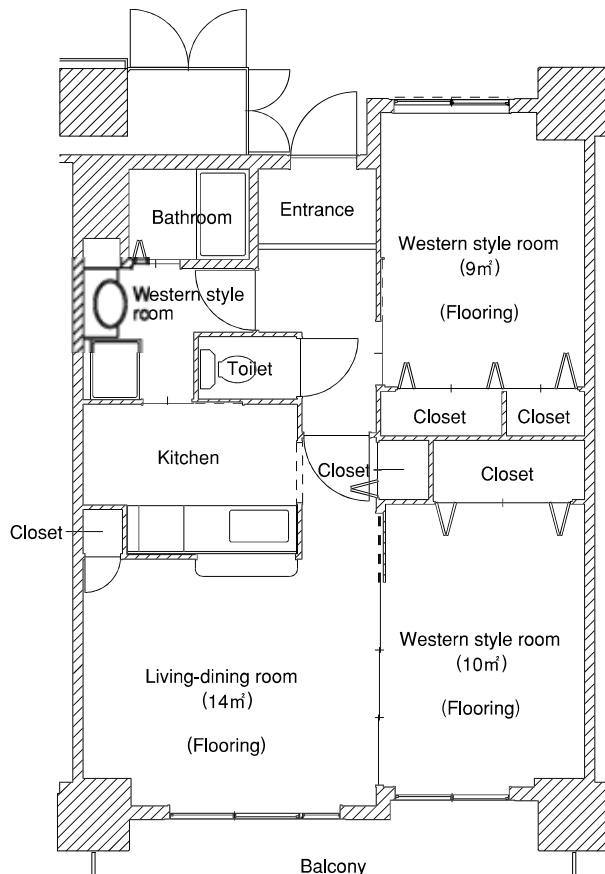 Bathroom
Entrance
Western style room
(9㎡)
(Flooring)
Western style
room
Toilet
Closet
Closet
Kitchen
Closet
Closet
Closet
Western style room
(10㎡)
(Flooring)
Living-dining room
(14㎡)
(Flooring)
Balcony